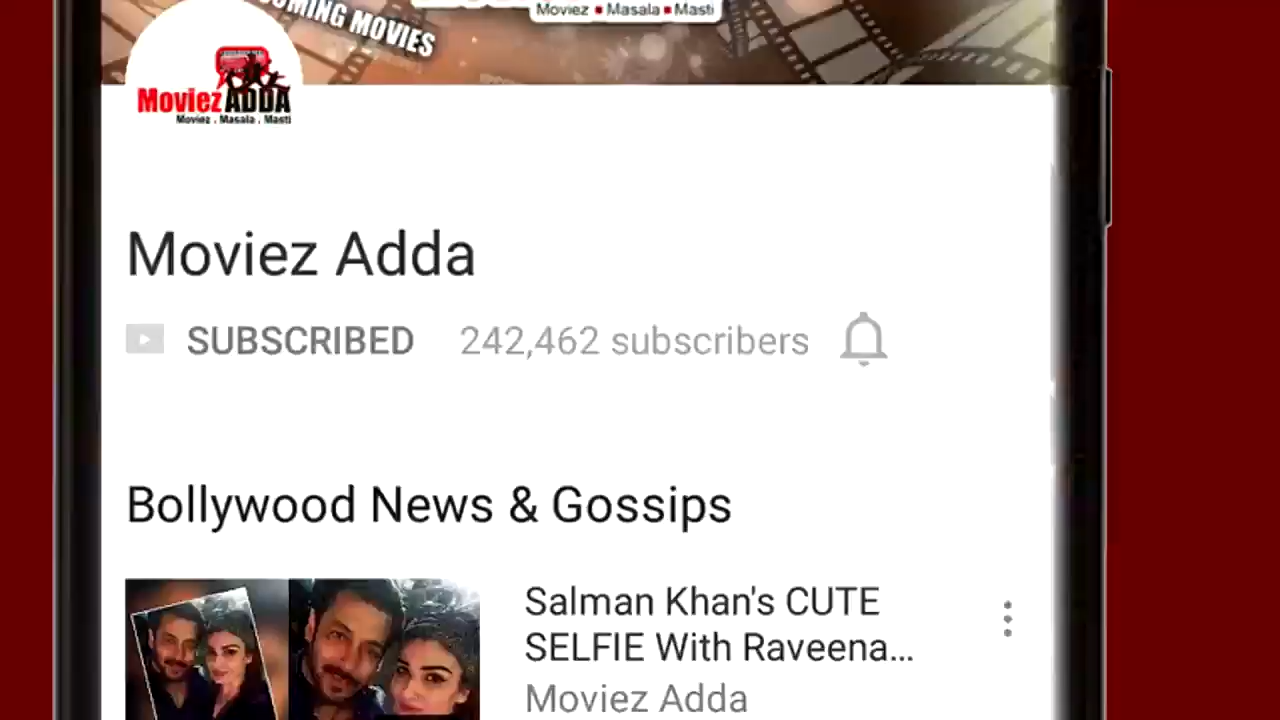 Moviez ▪ Masala ▪ Masti
OMING MOVIES
Moviez ADDA
Moviez . Masala . Masti
Moviez Adda
SUBSCRIBED 242,462 subscribers
Bollywood News & Gossips
Salman Khan's CUTE
SELFIE With Raveena...
Moviez Adda